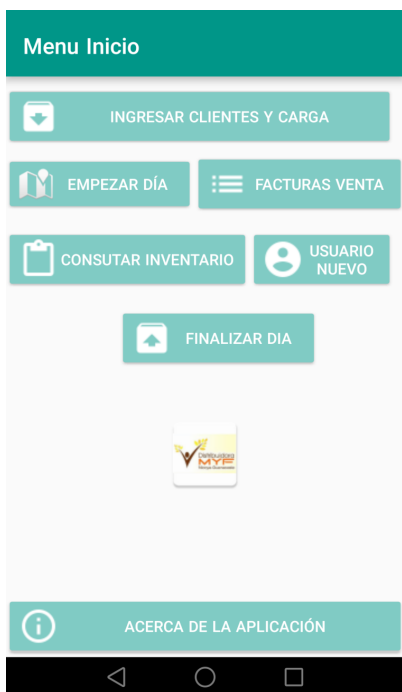 Menu Inicio
INGRESAR CLIENTES Y CARGA
EMPEZAR DÍA
FACTURAS VENTA
CONSUTAR INVENTARIO
USUARIO
NUEVO
FINALIZAR DIA
Distribuidora
MYF
ACERCA DE LA APLICACIÓN